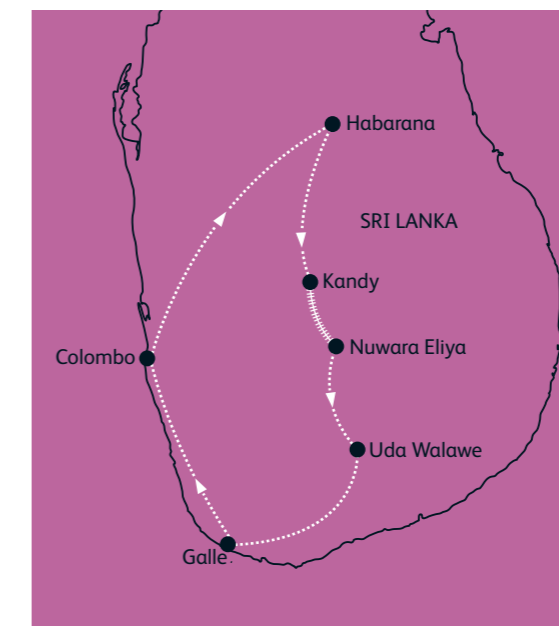 Habarana
SRI LANKA
Kandy
Nuwara Eliya
Colombo
Uda Walawe
Galle